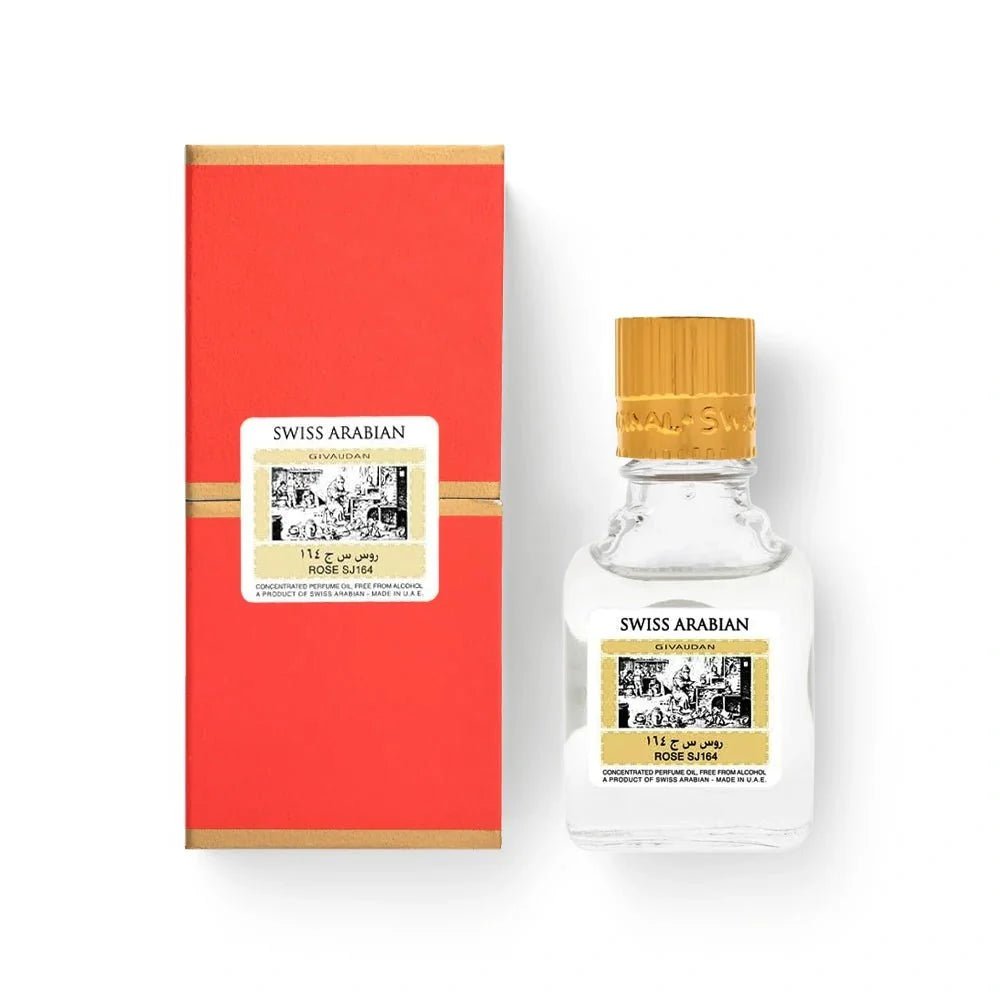 SWISS ARABIAN
GIVAUDAN
روس س ج ١٦٤
ROSE SJ164
CONCENTRATED PERFUME OIL, FREE FROM ALCOHOL
A PRODUCT OF SWISS ARABIAN - MADE IN U.A.E.
SWISS ARABIAN
GIVAUDAN
روس س ج ١٦٤
ROSE SJ164
CONCENTRATED PERFUME OIL, FREE FROM ALCOHOL
A PRODUCT OF SWISS ARABIAN - MADE IN U.A.E.